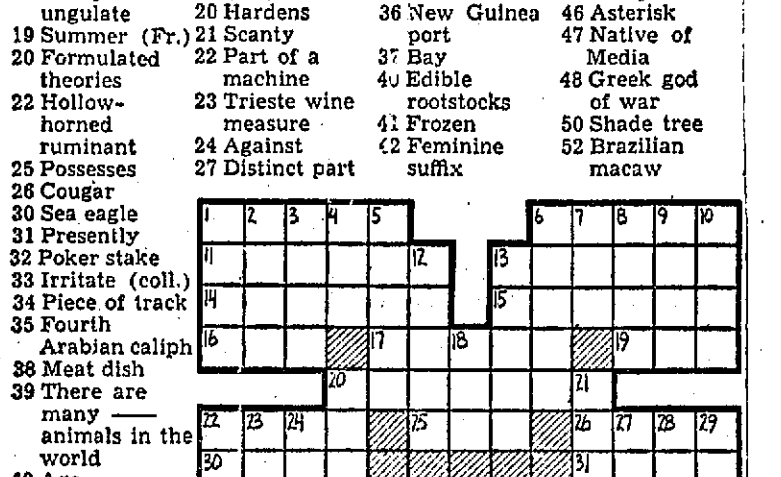 ungulate
19 Summer (Fr.)
20 Formulated
theories
22 Hollow-
horned
ruminant
25 Possesses
26 Cougar
30 Sea eagle
31 Presently
32 Poker stake
33 Irritate (coll.)
34 Piece of track
35 Fourth
Arabian caliph
38 Meat dish
39 There are
many ——
animals in the
world
20 Hardens
21 Scanty
22 Part of a
machine
23 Trieste wine
measure
24 Against
27 Distinct part
36 New Guinea
port
37 Bay
40 Edible
rootstocks
41 Frozen
42 Feminine
suffix
46 Asterisk
47 Native of
Media
48 Greek god
of war
50 Shade tree
52 Brazilian
macaw
1 2 3 4 5 6 7 8 9 10
11 12 13
14 15
16 17 18 19
20 21
22 23 24 25 26 27 28 29
30 31